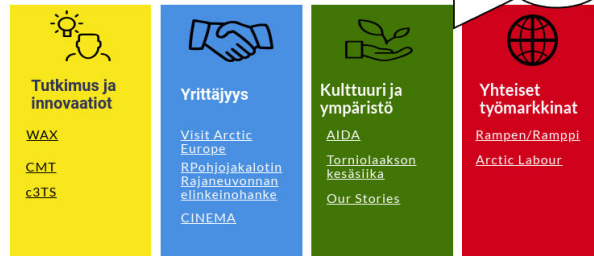 Tutkimus ja
innovaatiot
WAX
CMT
c3TS
Yrittäjyys
Visit Arctic
Europe
RPohjojakalotin
Rajaneuvonnan
elinkeinohanke
CINEMA
Kulttuuri ja
ympäristö
AIDA
Torniolaakson
kesäsiika
Our Stories
Yhteiset
työmarkkinat
Rampen/Ramppi
Arctic Labour